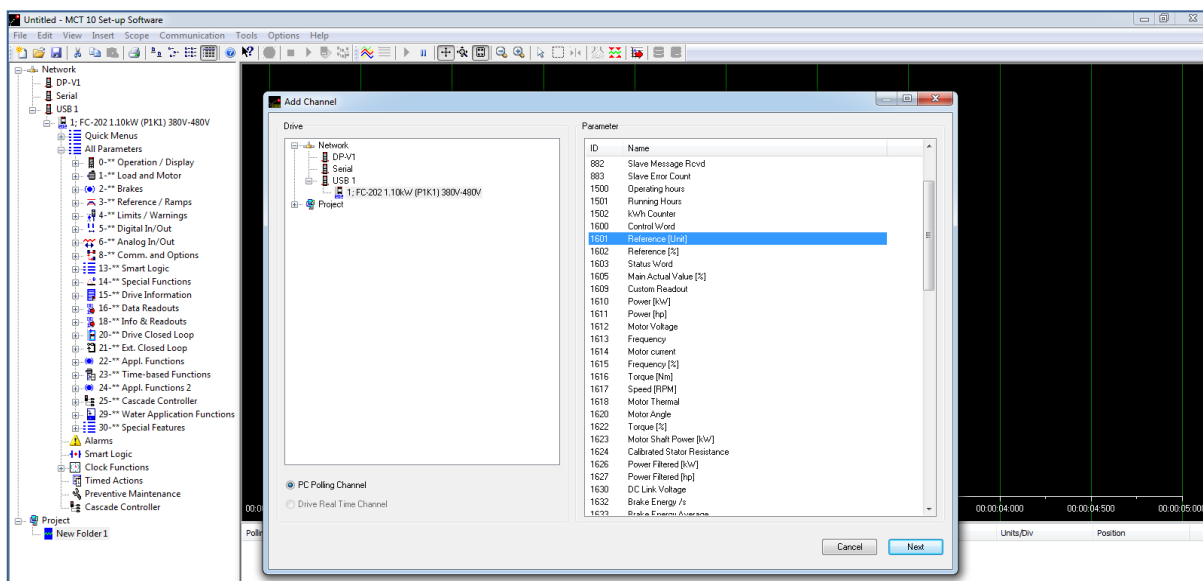 Untitled - MCT 10 Set-up Software
File Edit View Insert Scope Communication Tools Options Help
Network
DP-V1
Serial
USB 1
1; FC-202 1.10kW (P1K1) 380V-480V
Quick Menus
All Parameters
0-** Operation / Display
1-** Load and Motor
2-** Brakes
3-** Reference / Ramps
4-** Limits / Warnings
5-** Digital In/Out
6-** Analog In/Out
8-** Comm. and Options
13-** Smart Logic
14-** Special Functions
15-** Drive Information
16-** Data Readouts
18-** Info & Readouts
20-** Drive Closed Loop
21-** Ext. Closed Loop
22-** Appl. Functions
23-** Time-based Functions
24-** Appl. Functions 2
25-** Cascade Controller
29-** Water Application Functions
30-** Special Features
Alarms
Smart Logic
Clock Functions
Timed Actions
Preventive Maintenance
Cascade Controller
Project
New Folder 1
Add Channel
Drive
Network
DP-V1
Serial
USB 1
1; FC-202 1.10kW (P1K1) 380V-480V
Project
PC Polling Channel
Drive Real Time Channel
Parameter
ID Name
882 Slave Message Rcvd
883 Slave Error Count
1500 Operating hours
1501 Running Hours
1502 kWh Counter
1600 Control Word
1601 Reference [Unit]
1602 Reference [%]
1603 Status Word
1605 Main Actual Value [%]
1609 Custom Readout
1610 Power [kW]
1611 Power [hp]
1612 Motor Voltage
1613 Frequency
1614 Motor current
1615 Frequency [%]
1616 Torque [Nm]
1617 Speed [RPM]
1618 Motor Thermal
1620 Motor Angle
1622 Torque [%]
1623 Motor Shaft Power [kW]
1624 Calibrated Stator Resistance
1626 Power Filtered [kW]
1627 Power Filtered [hp]
1630 DC Link Voltage
1632 Brake Energy /s
1633 Brake Energy Average
Cancel Next
00:00:04:000 00:00:04:500 00:00:05:000
Units/Div Position